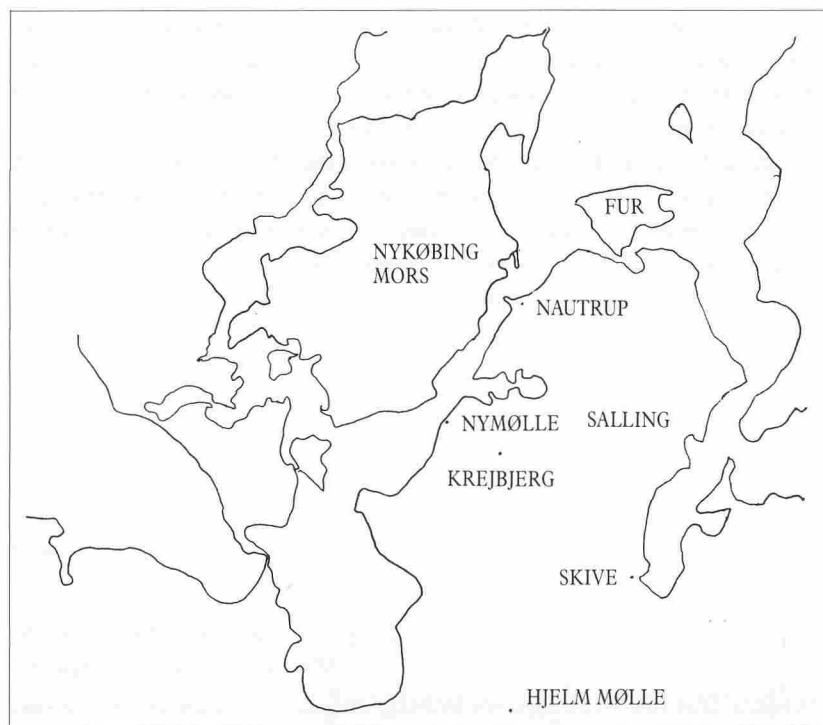 FUR
NYKØBING
MORS
NAUTRUP
NYMØLLE
SALLING
KREJBJERG
SKIVE
HJELM MØLLE